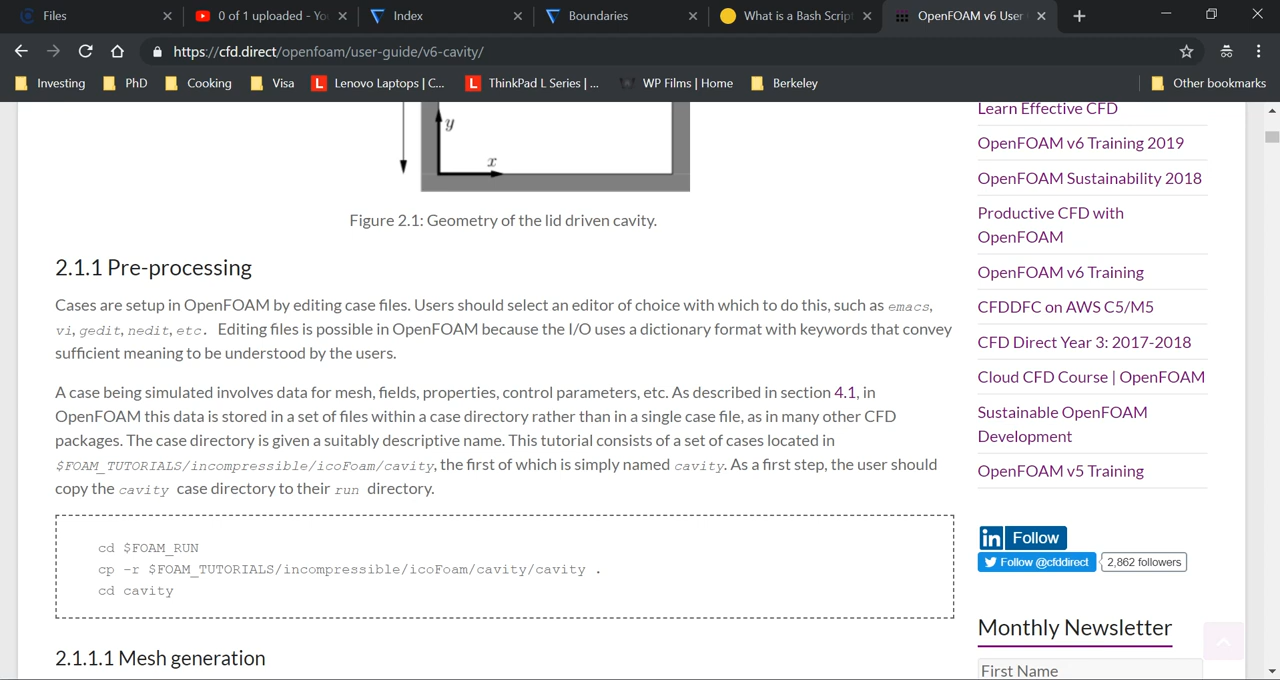 Files
0 of 1 uploaded - You
Index
Boundaries
What is a Bash Script
OpenFOAM v6 User
https://cfd.direct/openfoam/user-guide/v6-cavity/
Investing
PhD
Cooking
Visa
L Lenovo Laptops | C...
L ThinkPad L Series | ...
WP Films | Home
Berkeley
Other bookmarks
y
x
Figure 2.1: Geometry of the lid driven cavity.
2.1.1 Pre-processing
Cases are setup in OpenFOAM by editing case files. Users should select an editor of choice with which to do this, such as emacs,
vi, gedit, nedit, etc. Editing files is possible in OpenFOAM because the I/O uses a dictionary format with keywords that convey
sufficient meaning to be understood by the users.
A case being simulated involves data for mesh, fields, properties, control parameters, etc. As described in section 4.1, in
OpenFOAM this data is stored in a set of files within a case directory rather than in a single case file, as in many other CFD
packages. The case directory is given a suitably descriptive name. This tutorial consists of a set of cases located in
$FOAM_TUTORIALS/incompressible/icoFoam/cavity, the first of which is simply named cavity. As a first step, the user should
copy the cavity case directory to their run directory.
cd $FOAM_RUN
cp -r $FOAM_TUTORIALS/incompressible/icoFoam/cavity/cavity .
cd cavity
2.1.1.1 Mesh generation
Learn Effective CFD
OpenFOAM v6 Training 2019
OpenFOAM Sustainability 2018
Productive CFD with
OpenFOAM
OpenFOAM v6 Training
CFDDFC on AWS C5/M5
CFD Direct Year 3: 2017-2018
Cloud CFD Course | OpenFOAM
Sustainable OpenFOAM
Development
OpenFOAM v5 Training
in Follow
Follow @cfddirect
2,862 followers
Monthly Newsletter
First Name